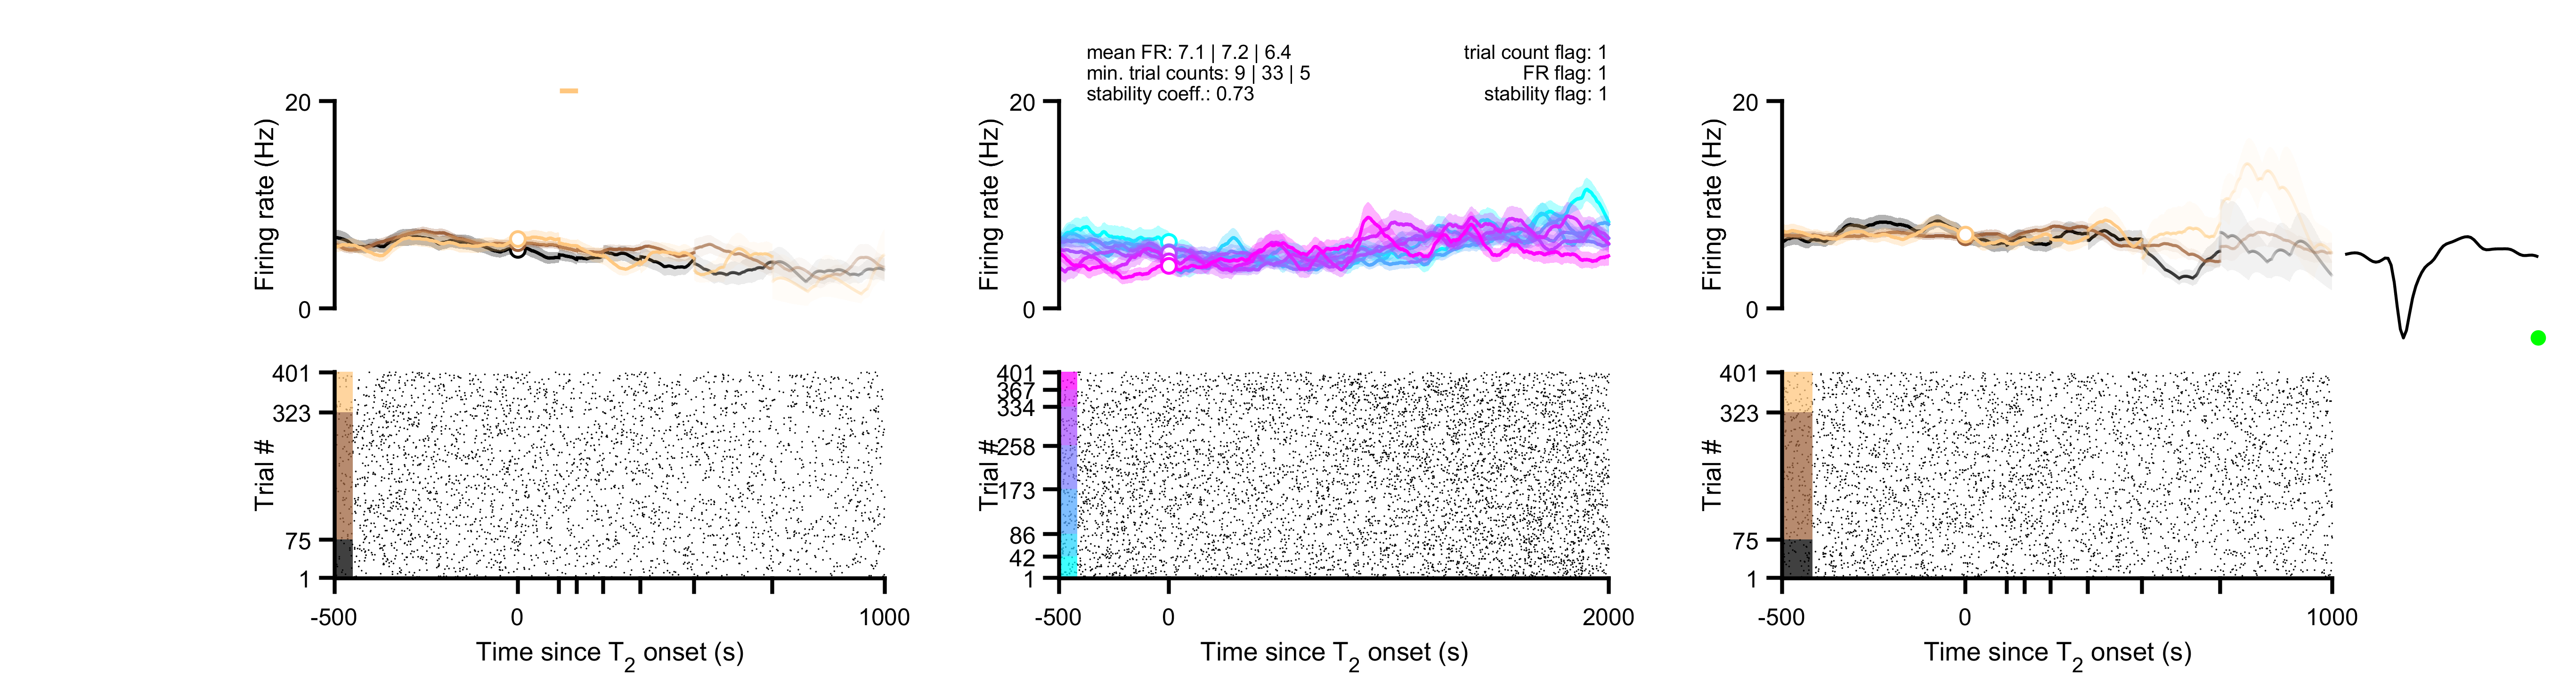 mean FR: 7.1 | 7.2 | 6.4
min. trial counts: 9 | 33 | 5
stability coeff.: 0.73
trial count flag: 1
FR flag: 1
stability flag: 1
20
Firing rate (Hz)
0
401
323
Trial #
75
1
-500
0
1000
Time since T2 onset (s)
20
Firing rate (Hz)
0
401
367
334
258
Trial #
173
86
42
1
-500
0
2000
Time since T2 onset (s)
20
Firing rate (Hz)
0
401
323
Trial #
75
1
-500
0
1000
Time since T2 onset (s)